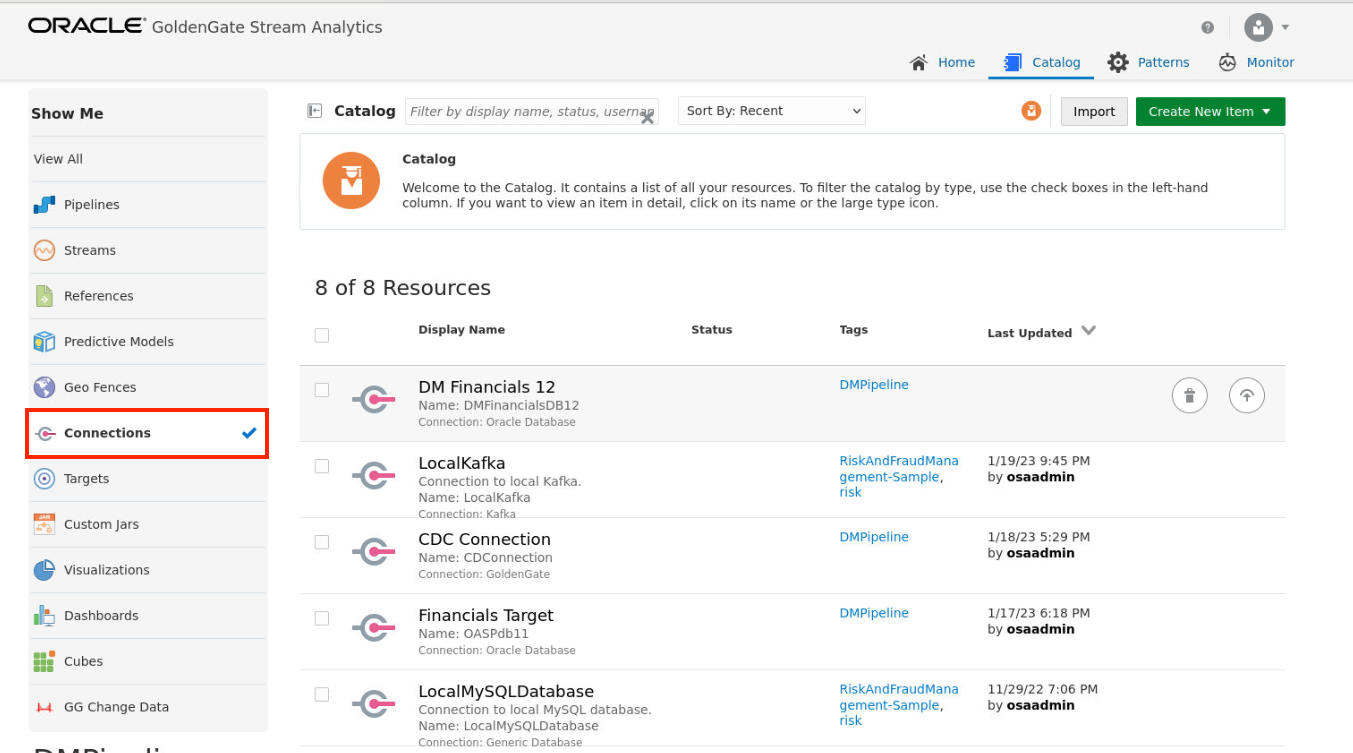 ORACLE GoldenGate Stream Analytics
Home
Catalog
Patterns
Monitor
Show Me
View All
Pipelines
Streams
References
Predictive Models
Geo Fences
Connections
Targets
JAR
Custom Jars
Visualizations
Dashboards
Cubes
GG Change Data
Catalog
Filter by display name, status, usernan
Sort By: Recent
Import
Create New Item
Catalog
Welcome to the Catalog. It contains a list of all your resources. To filter the catalog by type, use the check boxes in the left-hand
column. If you want to view an item in detail, click on its name or the large type icon.
8 of 8 Resources
Display Name
Status
Tags
Last Updated
DM Financials 12
Name: DMFinancialsDB12
Connection: Oracle Database
DMPipeline
LocalKafka
Connection to local Kafka.
Name: LocalKafka
Connection: Kafka
RiskAndFraudMana
gement-Sample,
risk
1/19/23 9:45 PM
by osaadmin
CDC Connection
Name: CDConnection
Connection: GoldenGate
DMPipeline
1/18/23 5:29 PM
by osaadmin
Financials Target
Name: OASPdb11
Connection: Oracle Database
DMPipeline
1/17/23 6:18 PM
by osaadmin
LocalMySQLDatabase
Connection to local MySQL database.
Name: LocalMySQLDatabase
Connection: Generic Database
RiskAndFraudMana
gement-Sample,
risk
11/29/22 7:06 PM
by osaadmin